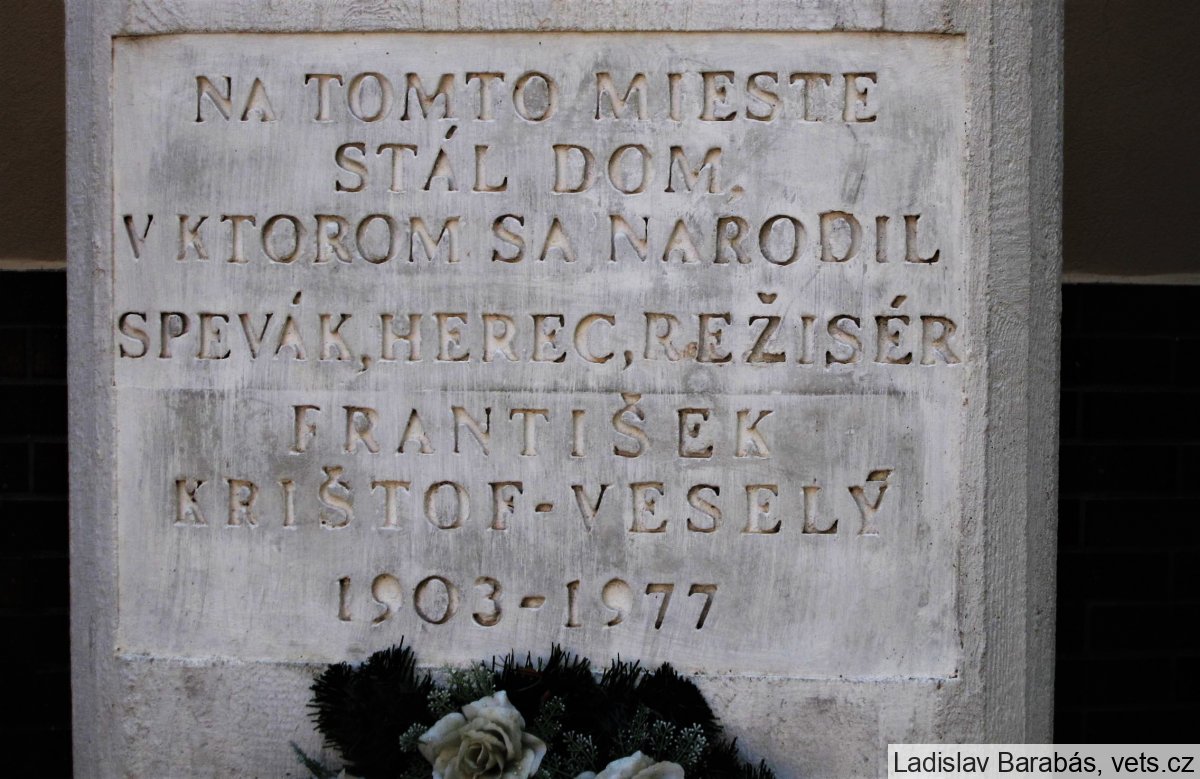 NA TOMTO MIESTE
STÁL DOM,
V KTOROM SA NARODIL
SPEVÁK, HEREC, REŽISÉR
FRANTIŠEK
KRIŠTOF-VESELÝ
1903-1977
Ladislav Barabás, vets.cz